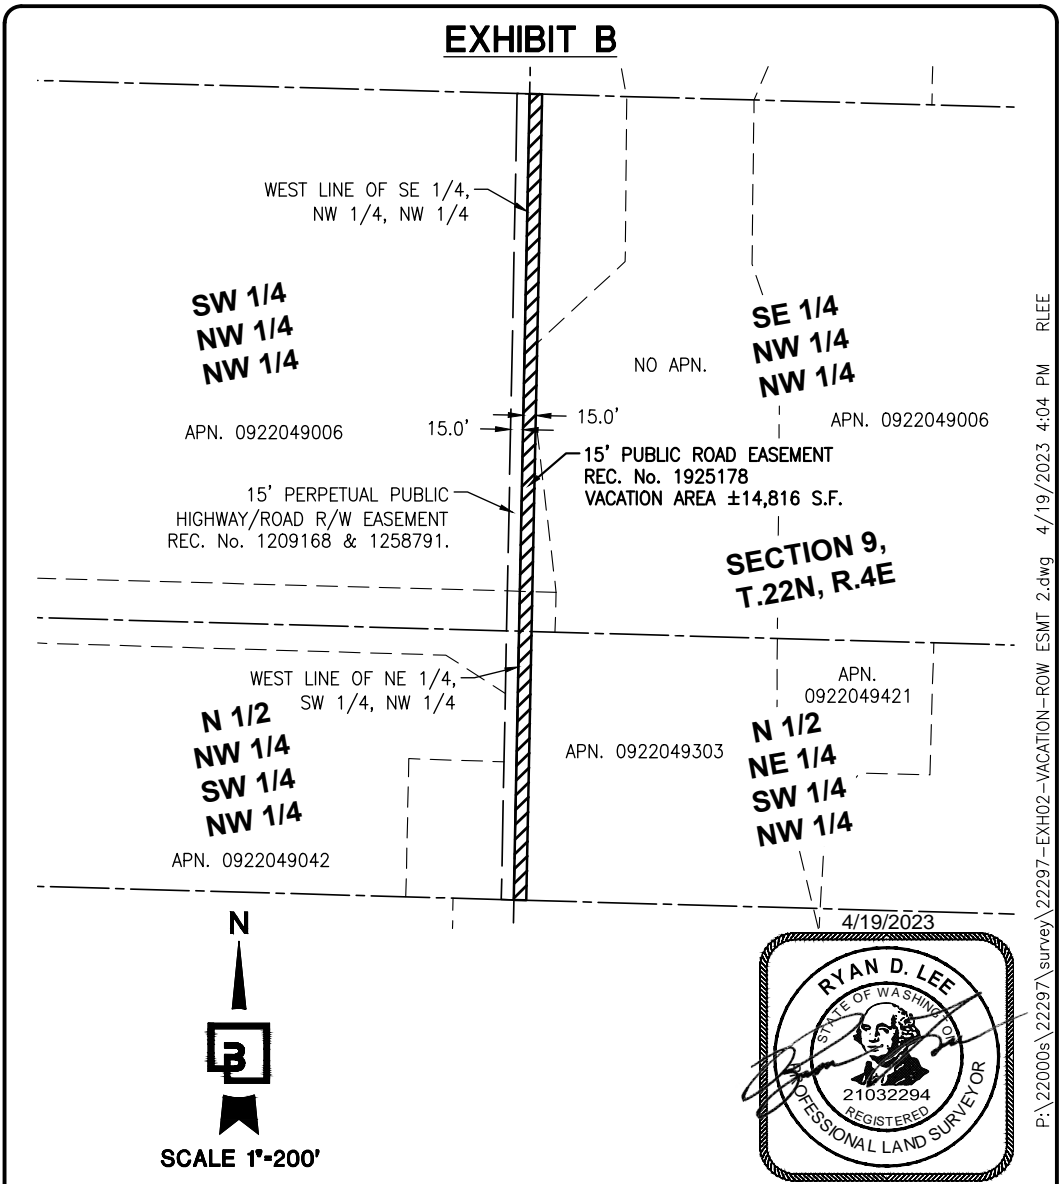 EXHIBIT B
WEST LINE OF SE 1/4,
NW 1/4, NW 1/4
SW 1/4
NW 1/4
NW 1/4
SE 1/4
NW 1/4
NW 1/4
NO APN.
APN. 0922049006
APN. 0922049006
15.0'
15.0'
15' PUBLIC ROAD EASEMENT
REC. No. 1925178
VACATION AREA ±14,816 S.F.
15' PERPETUAL PUBLIC
HIGHWAY/ROAD R/W EASEMENT
REC. No. 1209168 & 1258791.
SECTION 9,
T.22N, R.4E
WEST LINE OF NE 1/4,
SW 1/4, NW 1/4
APN.
0922049421
N 1/2
NW 1/4
SW 1/4
NW 1/4
APN. 0922049303
N 1/2
NE 1/4
SW 1/4
NW 1/4
APN. 0922049042
N
B
SCALE 1"=200'
4/19/2023
RYAN D. LEE
STATE OF WASHINGTON
21032294
REGISTERED
PROFESSIONAL LAND SURVEYOR
P:\22000s\22297\survey\22297-EXH02-VACATION-ROW ESMT 2.dwg 4/19/2023 4:04 PM RLEE